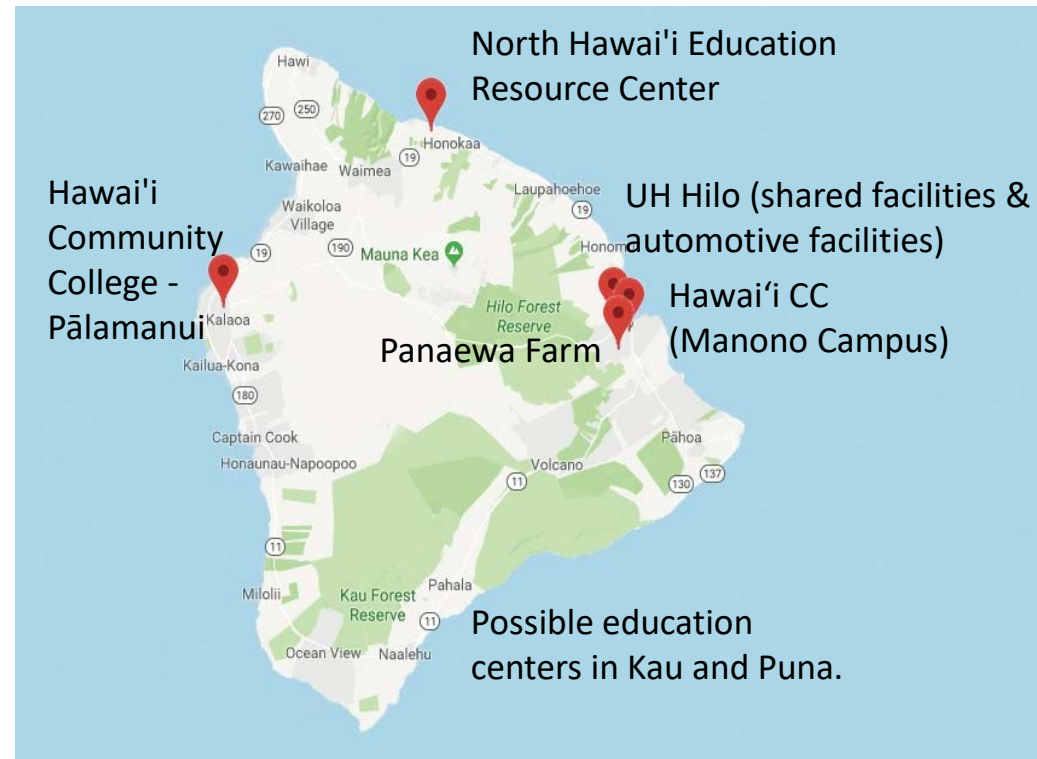 North Hawai'i Education
Resource Center
Hawi
270
250
Honokaa
19
Kawaihae
Waimea
Hawai'i
Community
College -
Pālamanui
Laupahoehoe
19
UH Hilo (shared facilities &
automotive facilities)
Waikoloa
Village
190
19
Mauna Kea
Honom
Hawai‘i CC
(Manono Campus)
Hilo Forest
Reserve
Kalaoa
Panaewa Farm
Kailua-Kona
180
Captain Cook
Honaunau-Napoopoo
Pāhoa
Volcano
11
130
137
11
Milolii
Kau Forest
Reserve
Pahala
11
Ocean View
Naalehu
Possible education
centers in Kau and Puna.